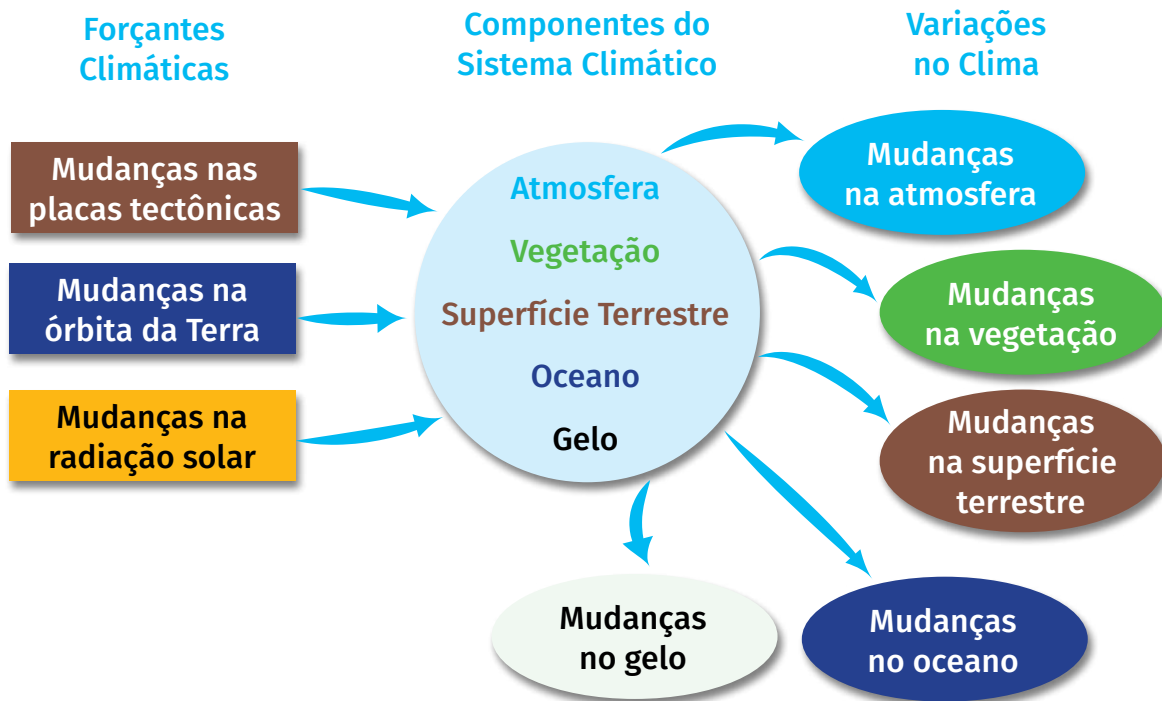 Forçantes
Climáticas
Componentes do
Sistema Climático
Variações
no Clima
Mudanças nas
placas tectônicas
Mudanças na
órbita da Terra
Mudanças na
radiação solar
Atmosfera
Vegetação
Superfície Terrestre
Oceano
Gelo
Mudanças
na atmosfera
Mudanças
na vegetação
Mudanças
na superfície
terrestre
Mudanças
no gelo
Mudanças
no oceano